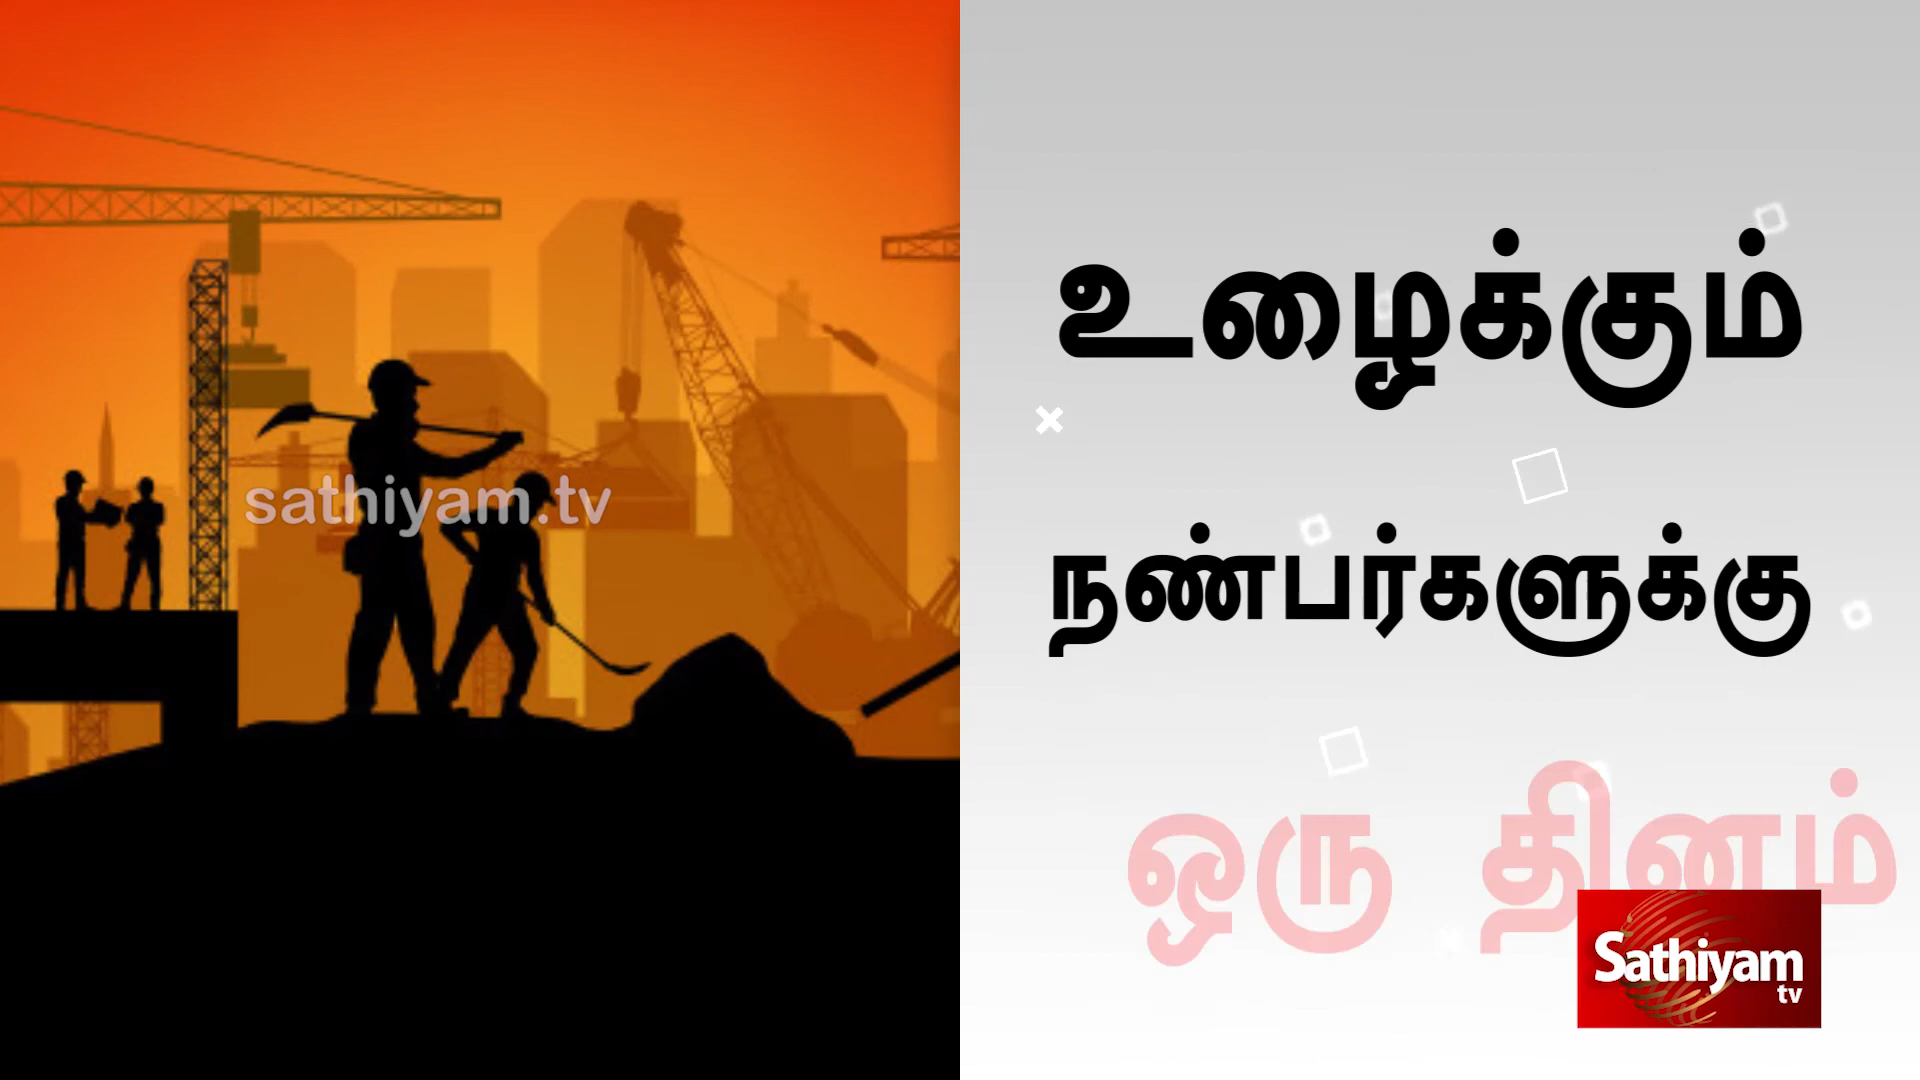 உழைக்கும்
நண்பர்களுக்கு
ஒரு தினம்
sathiyam.tv
Sathiyam
tv